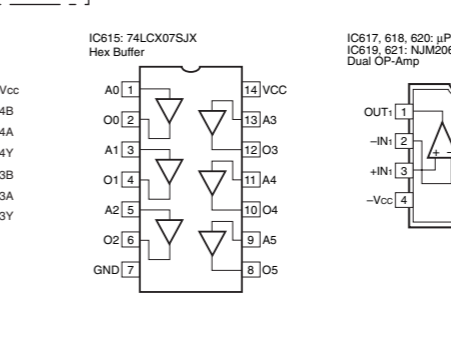 Vcc
4B
4A
4Y
3B
3A
3Y
IC615: 74LCX07SJX
Hex Buffer
A0 1
O0 2
A1 3
O1 4
A2 5
O2 6
GND 7
14 VCC
13 A3
12 O3
11 A4
10 O4
9 A5
8 O5
IC617, 618, 620: μP
IC619, 621: NJM206
Dual OP-Amp
OUT1 1
–IN1 2
+IN1 3
–VCC 4
+ –